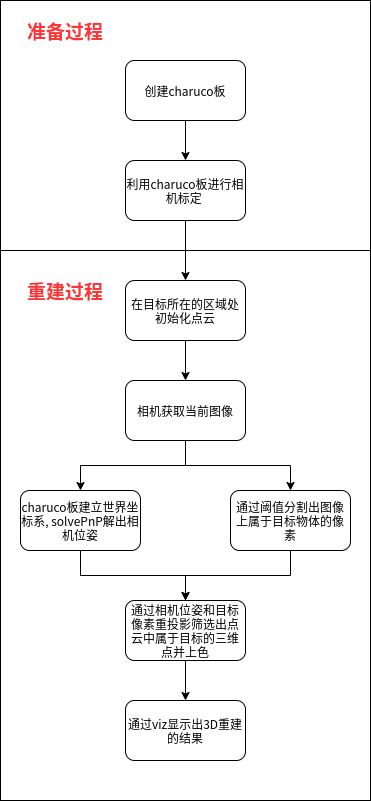 准备过程
创建charuco板
利用charuco板进行相
机标定
重建过程
在目标所在的区域处
初始化点云
相机获取当前图像
charuco板建立世界坐
标系, solvePnP解出相
机位姿
通过阈值分割出图像
上属于目标物体的像
素
通过相机位姿和目标
像素重投影筛选出点
云中属于目标的三维
点并上色
通过viz显示出3D重建
的结果